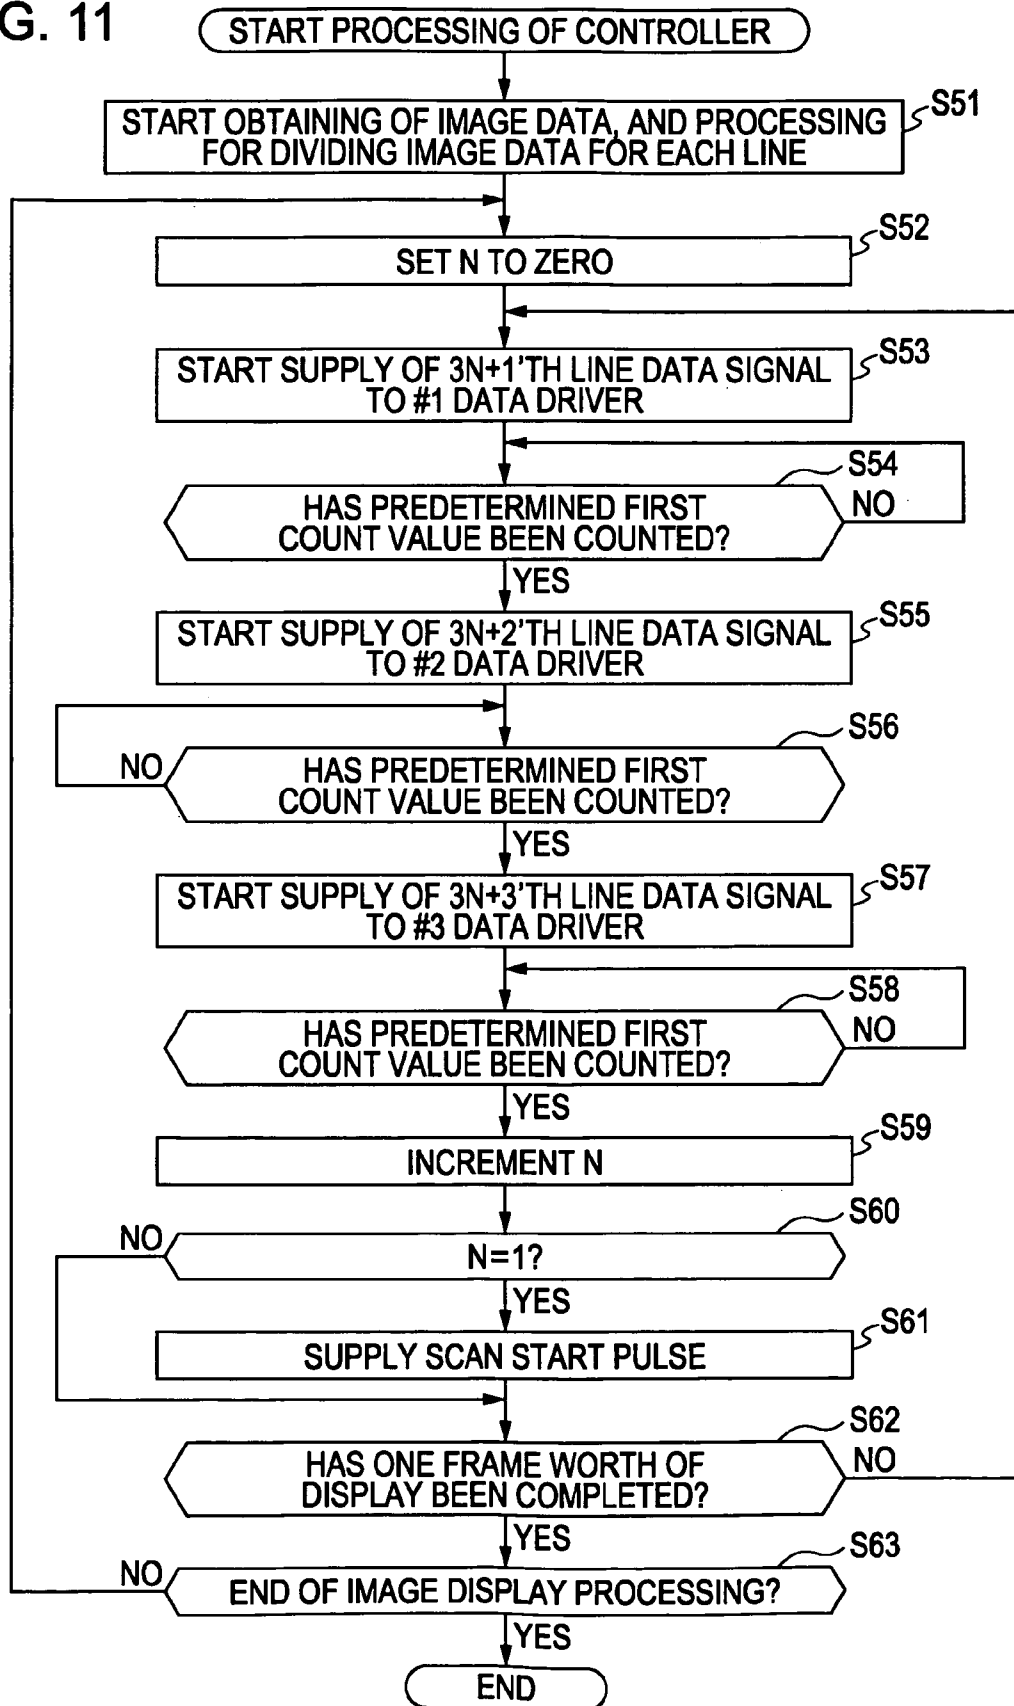 G. 11
START PROCESSING OF CONTROLLER
S51
START OBTAINING OF IMAGE DATA, AND PROCESSING
FOR DIVIDING IMAGE DATA FOR EACH LINE
S52
SET N TO ZERO
S53
START SUPPLY OF 3N+1'TH LINE DATA SIGNAL
TO #1 DATA DRIVER
S54
HAS PREDETERMINED FIRST
COUNT VALUE BEEN COUNTED?
NO
YES
S55
START SUPPLY OF 3N+2'TH LINE DATA SIGNAL
TO #2 DATA DRIVER
S56
NO
HAS PREDETERMINED FIRST
COUNT VALUE BEEN COUNTED?
YES
S57
START SUPPLY OF 3N+3'TH LINE DATA SIGNAL
TO #3 DATA DRIVER
S58
HAS PREDETERMINED FIRST
COUNT VALUE BEEN COUNTED?
NO
YES
S59
INCREMENT N
S60
NO
N=1?
YES
S61
SUPPLY SCAN START PULSE
S62
HAS ONE FRAME WORTH OF
DISPLAY BEEN COMPLETED?
NO
YES
S63
NO
END OF IMAGE DISPLAY PROCESSING?
YES
END